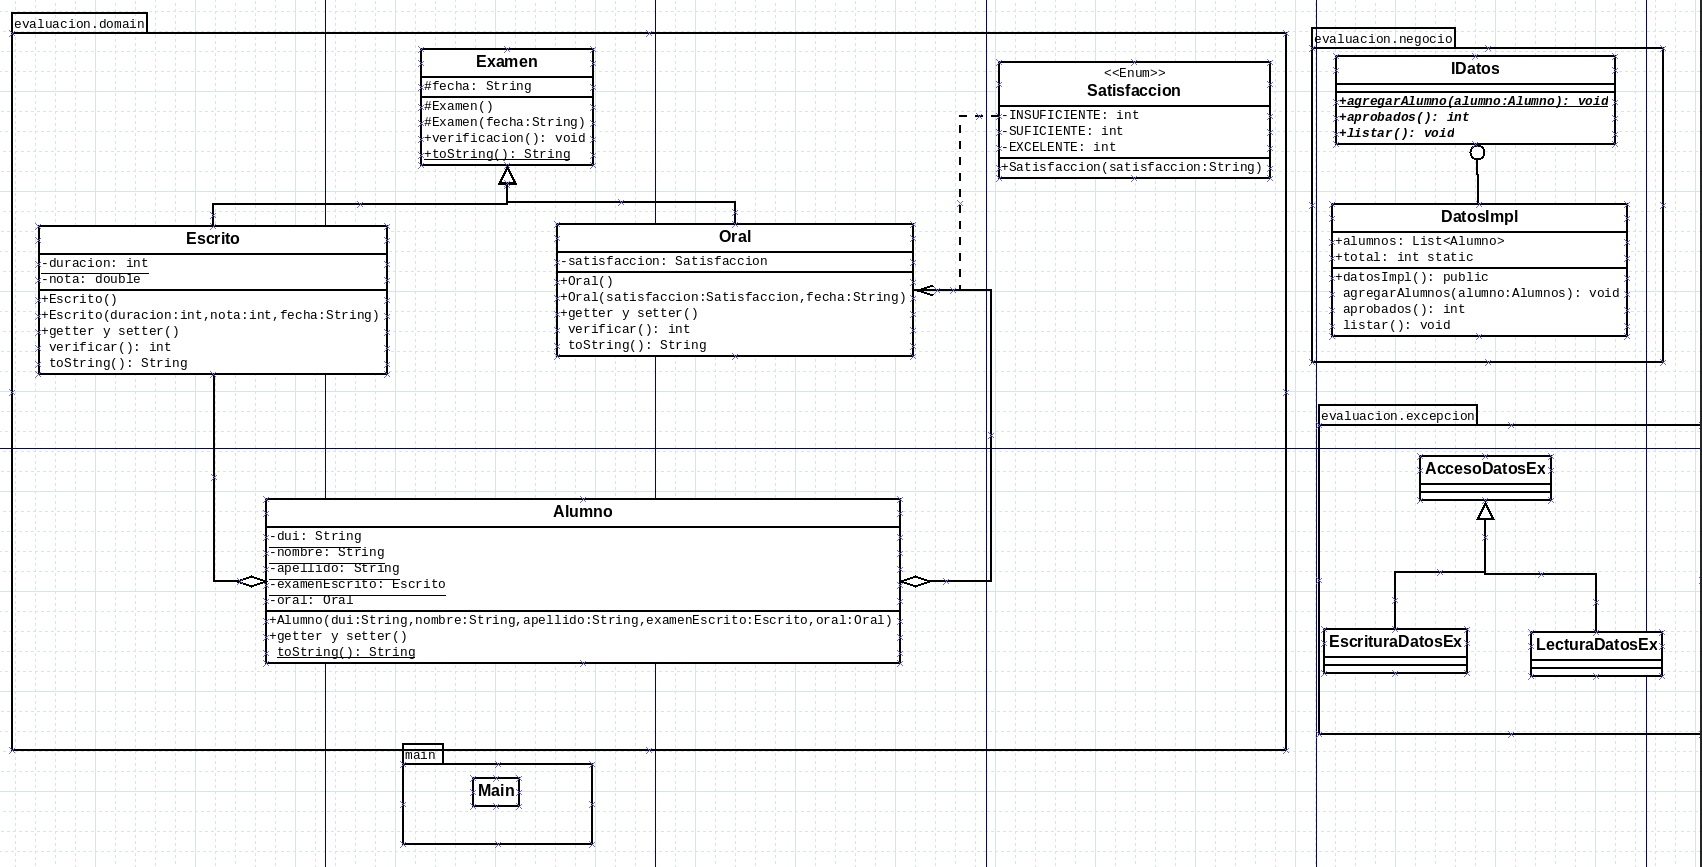 evaluacion.domain
Examen
#fecha: String
#Examen()
#Examen(fecha:String)
+verificacion(): void
+toString(): String
<<Enum>>
Satisfaccion
-INSUFICIENTE: int
-SUFICIENTE: int
-EXCELENTE: int
+Satisfaccion(satisfaccion:String)
Escrito
-duracion: int
-nota: double
+Escrito()
+Escrito(duracion:int,nota:int,fecha:String)
+getter y setter()
verificar(): int
toString(): String
Oral
-satisfaccion: Satisfaccion
+Oral()
+Oral(satisfaccion:Satisfaccion,fecha:String)
+getter y setter()
verificar(): int
toString(): String
Alumno
-dui: String
-nombre: String
-apellido: String
-examenEscrito: Escrito
-oral: Oral
+Alumno(dui:String,nombre:String,apellido:String,examenEscrito:Escrito,oral:Oral)
+getter y setter()
toString(): String
main
Main
evaluacion.negocio
IDatos
+agregarAlumno(alumno:Alumno): void
+aprobados(): int
+listar(): void
DatosImpl
+alumnos: List<Alumno>
+total: int static
+datosImpl(): public
agregarAlumnos(alumno:Alumnos): void
aprobados(): int
listar(): void
evaluacion.excepcion
AccesoDatosEx
EscrituraDatosEx
LecturaDatosEx